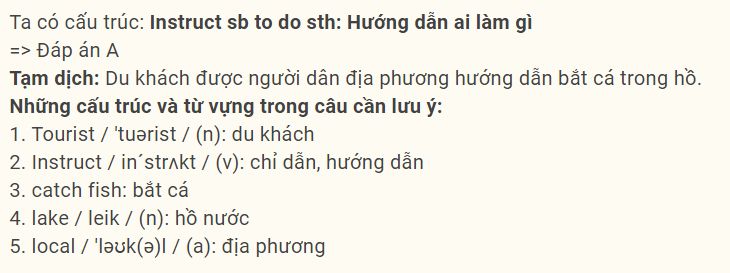 Ta có cấu trúc: Instruct sb to do sth: Hướng dẫn ai làm gì
=> Đáp án A
Tạm dịch: Du khách được người dân địa phương hướng dẫn bắt cá trong hồ.
Những cấu trúc và từ vựng trong câu cần lưu ý:
1. Tourist / 'tuərist / (n): du khách
2. Instruct / in´strʌkt / (v): chỉ dẫn, hướng dẫn
3. catch fish: bắt cá
4. lake / leik / (n): hồ nước
5. local / 'ləʊk(ə)l / (a): địa phương